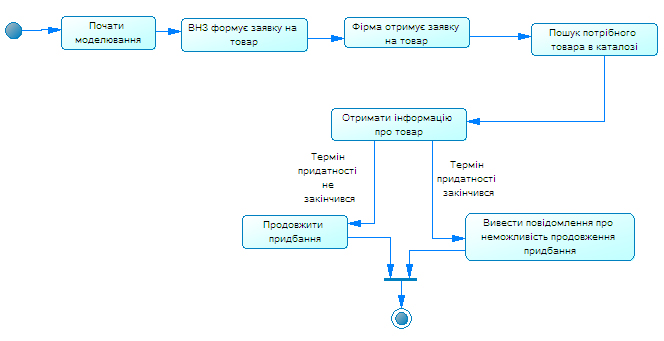 Почати
моделювання
ВНЗ формує заявку на
товар
Фірма отримує заявку
на товар
Пошук потрібного
товара в каталозі
Отримати інформацію
про товар
Термін
придатності
не
закінчився
Термін
придатності
закінчився
Продовжити
придбання
Вивести повідомлення про
неможливість продовження
придбання